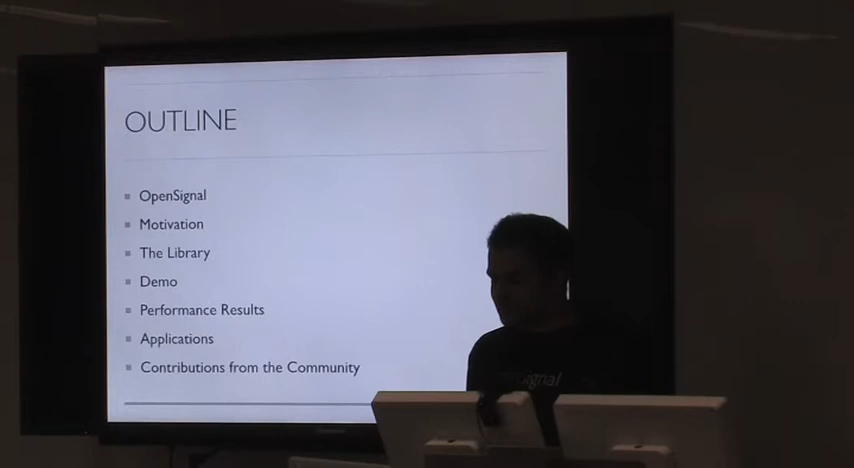 OUTLINE
OpenSignal
Motivation
The Library
Demo
Performance Results
Applications
Contributions from the Community